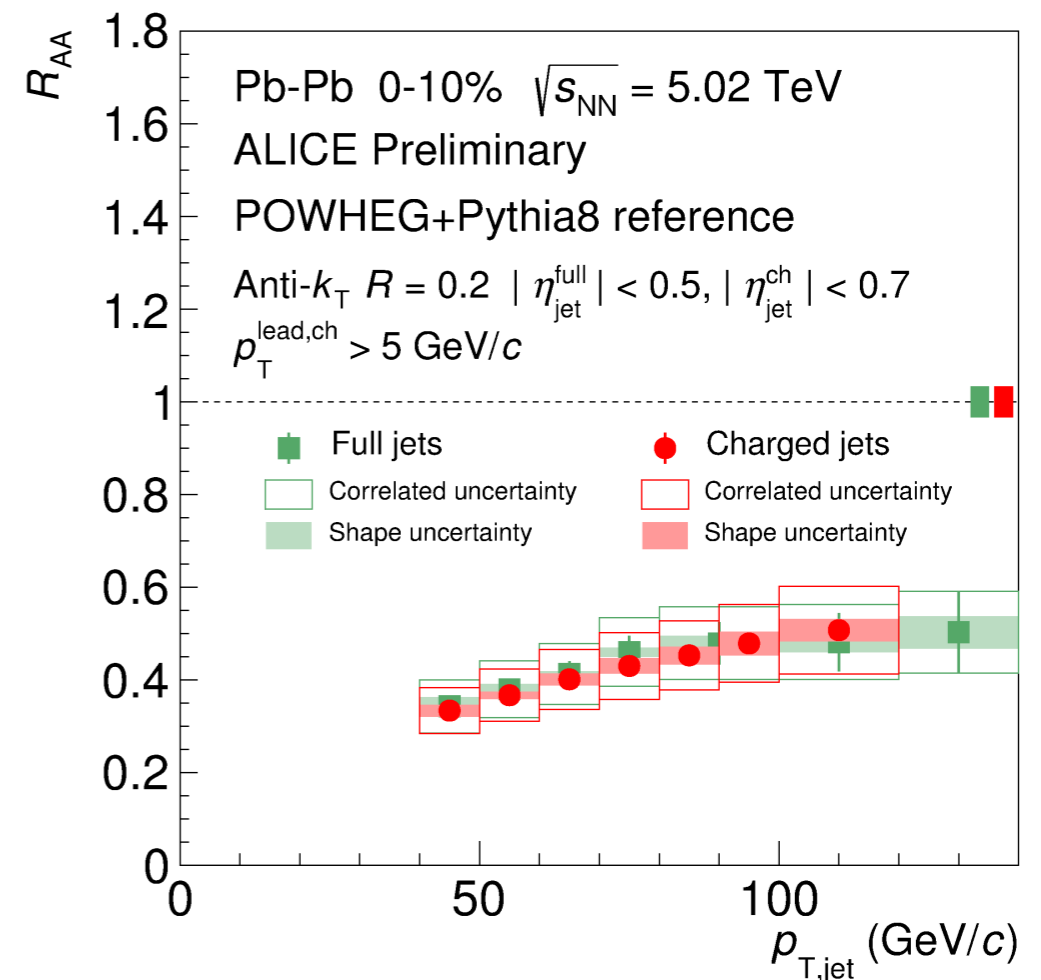 R_AA
1.8
1.6
1.4
1.2
1
0.8
0.6
0.4
0.2
0
Pb-Pb 0-10% √s_NN = 5.02 TeV
ALICE Preliminary
POWHEG+Pythia8 reference
Anti-k_T R = 0.2 | η_jet^full | < 0.5, | η_jet^ch | < 0.7
p_T^lead,ch > 5 GeV/c
Full jets
Correlated uncertainty
Shape uncertainty
Charged jets
Correlated uncertainty
Shape uncertainty
0 50 100
p_T,jet (GeV/c)